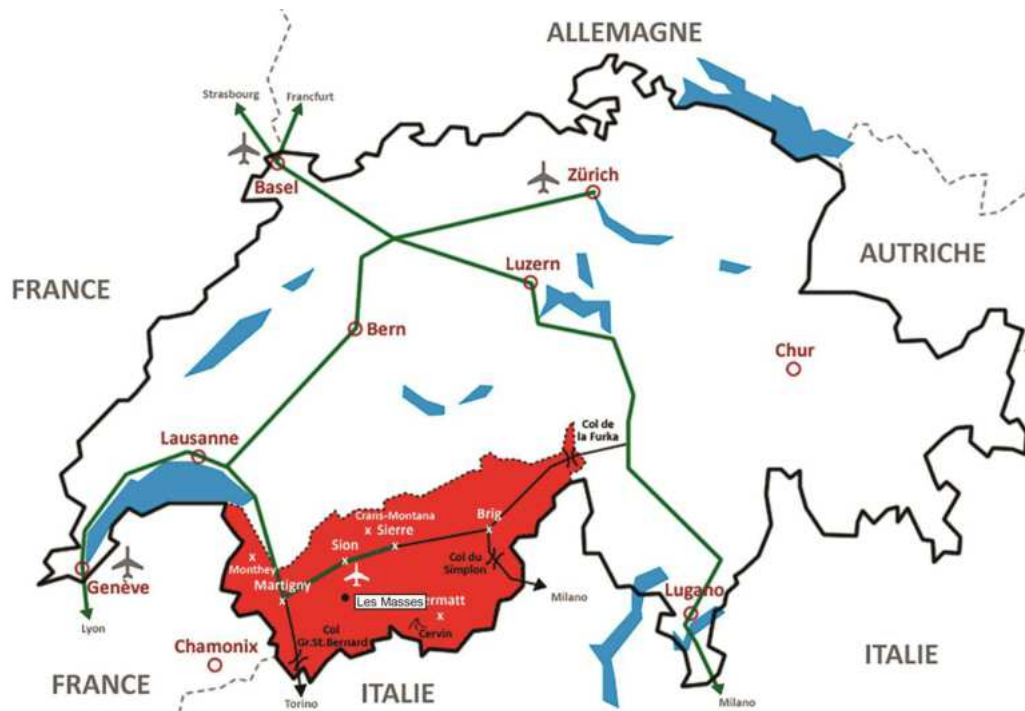 ALLEMAGNE
Strasbourg
Francfurt
Basel
Zürich
AUTRICHE
FRANCE
Luzern
Bern
Chur
Lausanne
Col de
la Furka
Crans-Montana
Sierre
Brig
Sion
Monthey
Col du
Simplon
Martigny
Genève
Les Masses
ermatt
Milano
Lugano
Lyon
Col
Gr.St.Bernard
Cervin
Chamonix
ITALIE
FRANCE
ITALIE
Torino
Milano